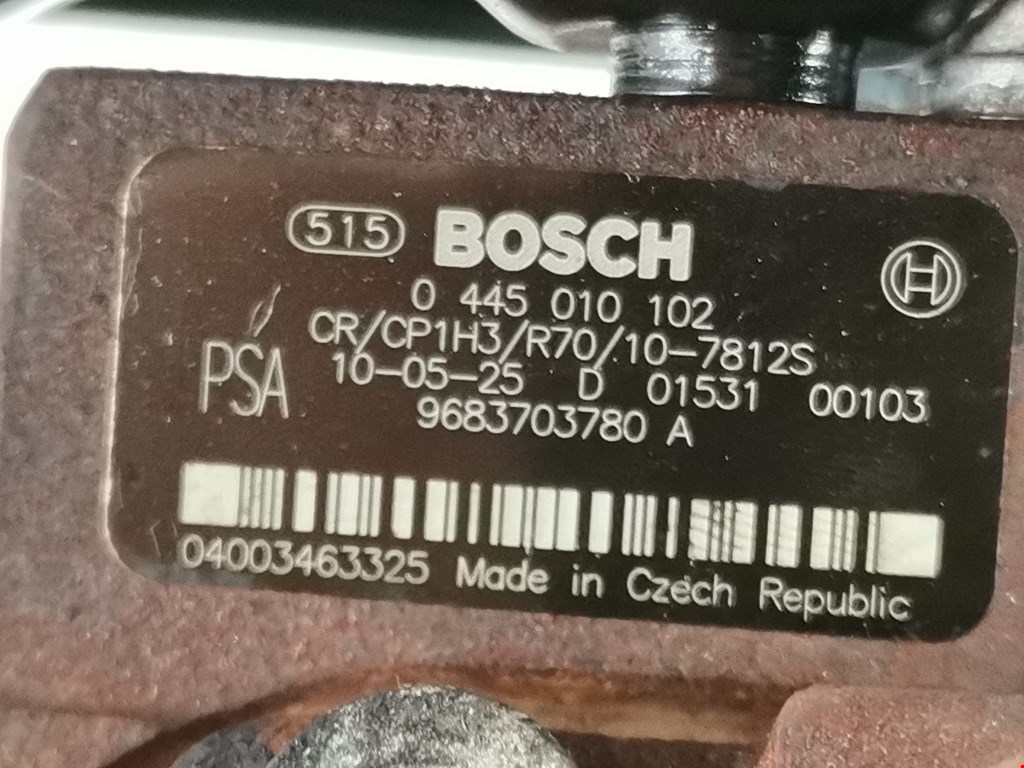 515 BOSCH
0 445 010 102
CR/CP1H3/R70/10-7812S
PSA
10-05-25 D 01531 00103
9683703780 A
04003463325 Made in Czech Republic